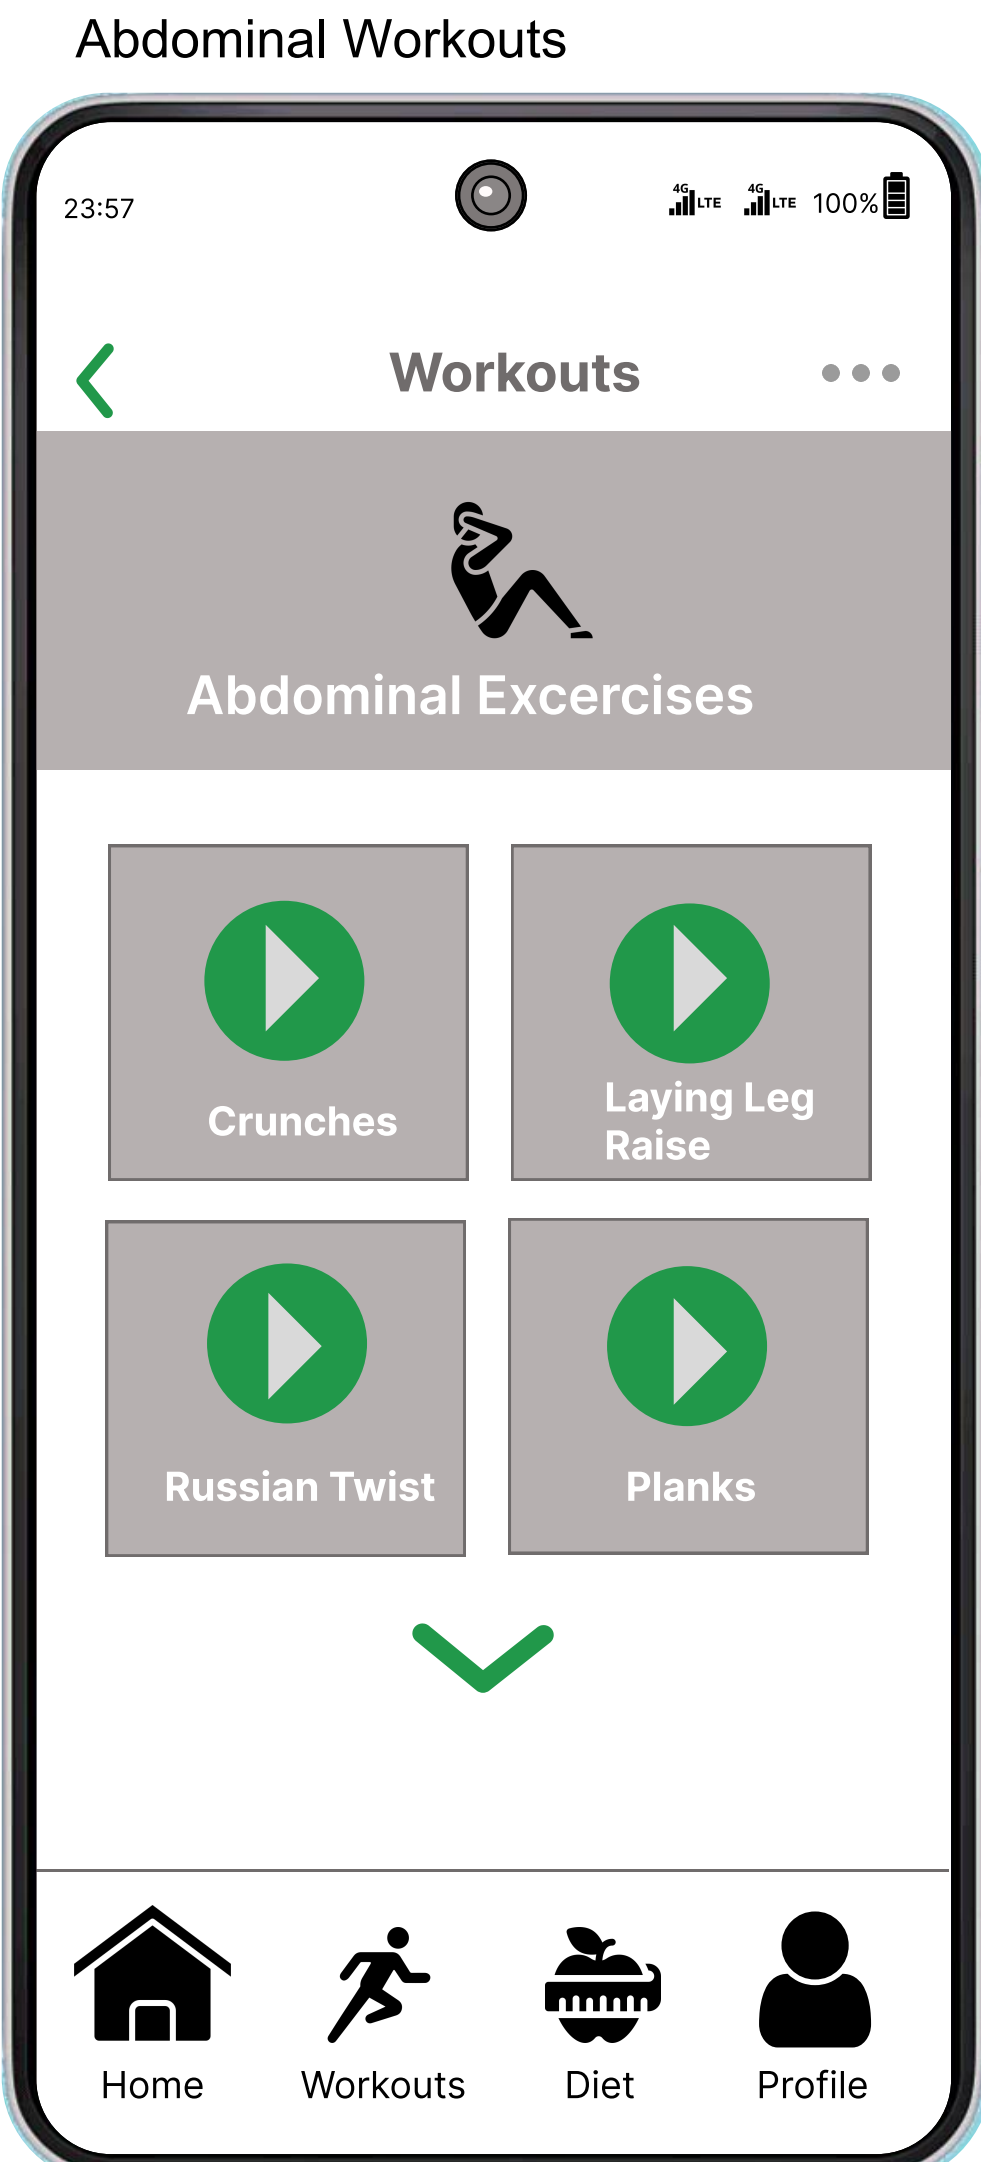 Abdominal Workouts
23:57
4G LTE 4G LTE 100%
Workouts
Abdominal Excercises
Crunches
Laying Leg
Raise
Russian Twist
Planks
Home Workouts Diet Profile